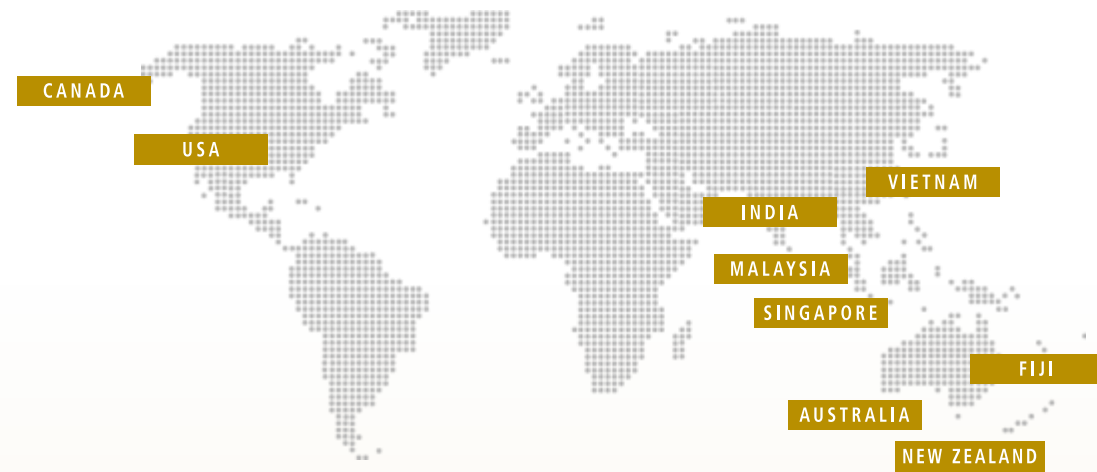 CANADA
USA
VIETNAM
INDIA
MALAYSIA
SINGAPORE
FIJI
AUSTRALIA
NEW ZEALAND